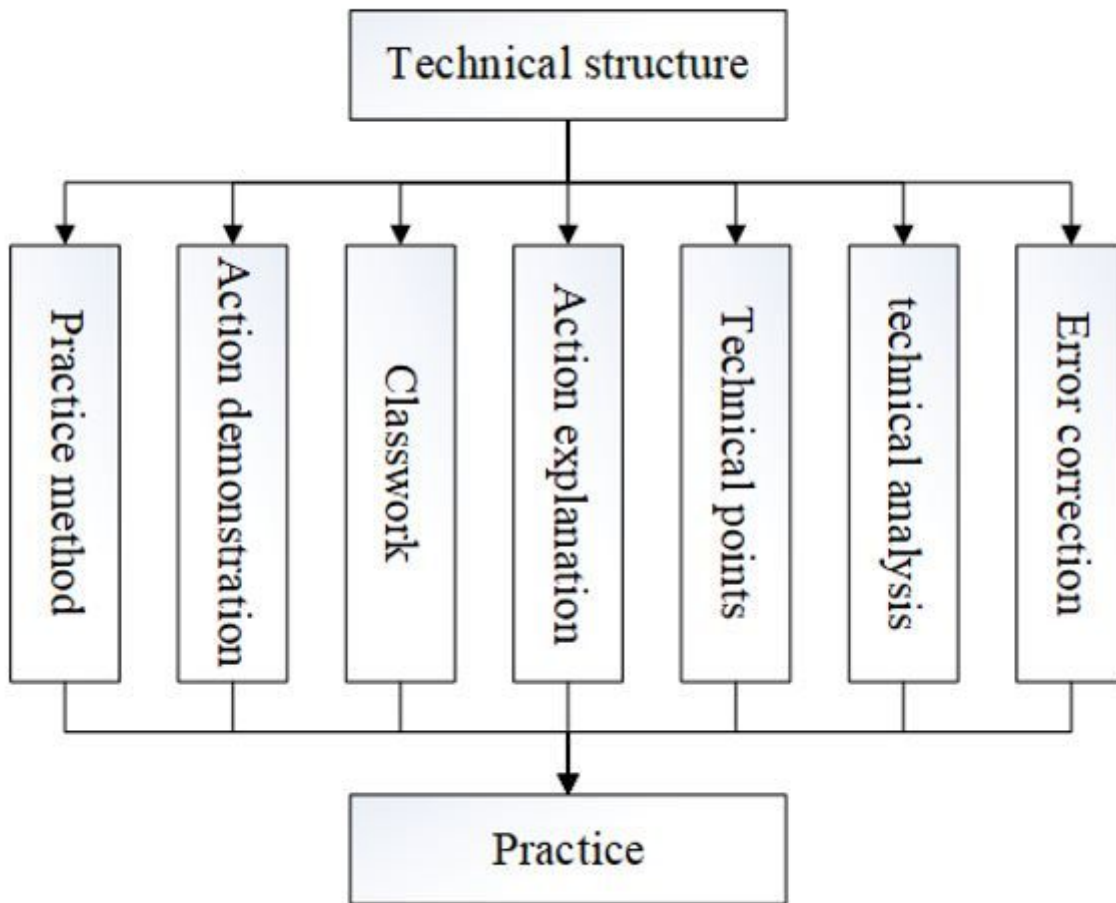 Technical structure
Practice method
Action demonstration
Classwork
Action explanation
Technical points
technical analysis
Error correction
Practice